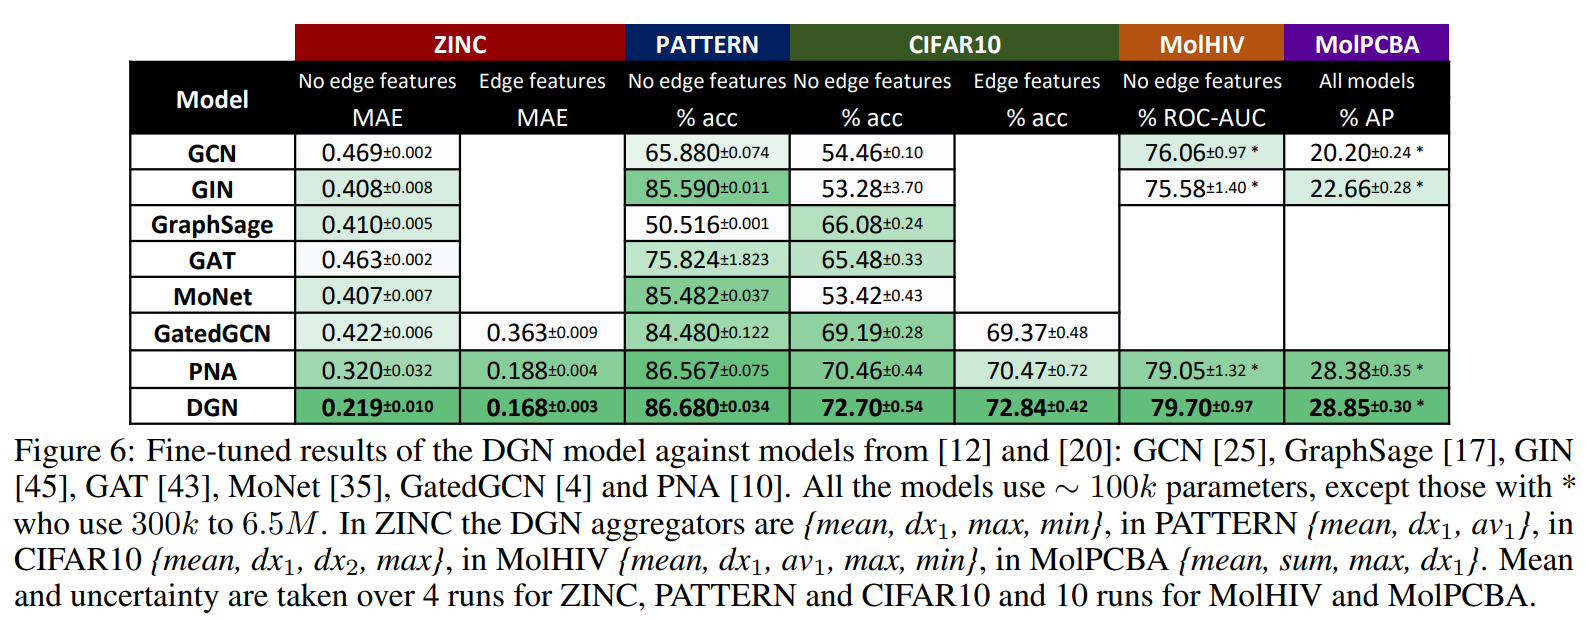 ZINC PATTERN CIFAR10 MolHIV MolPCBA
Model No edge features Edge features No edge features No edge features Edge features No edge features All models
MAE MAE % acc % acc % acc % ROC-AUC % AP
GCN 0.469±0.002 65.880±0.074 54.46±0.10 76.06±0.97 * 20.20±0.24 *
GIN 0.408±0.008 85.590±0.011 53.28±3.70 75.58±1.40 * 22.66±0.28 *
GraphSage 0.410±0.005 50.516±0.001 66.08±0.24
GAT 0.463±0.002 75.824±1.823 65.48±0.33
MoNet 0.407±0.007 85.482±0.037 53.42±0.43
GatedGCN 0.422±0.006 0.363±0.009 84.480±0.122 69.19±0.28 69.37±0.48
PNA 0.320±0.032 0.188±0.004 86.567±0.075 70.46±0.44 70.47±0.72 79.05±1.32 * 28.38±0.35 *
DGN 0.219±0.010 0.168±0.003 86.680±0.034 72.70±0.54 72.84±0.42 79.70±0.97 28.85±0.30 *
Figure 6: Fine-tuned results of the DGN model against models from [12] and [20]: GCN [25], GraphSage [17], GIN
[45], GAT [43], MoNet [35], GatedGCN [4] and PNA [10]. All the models use ∼ 100k parameters, except those with *
who use 300k to 6.5M. In ZINC the DGN aggregators are {mean, dx₁, max, min}, in PATTERN {mean, dx₁, av₁}, in
CIFAR10 {mean, dx₁, dx₂, max}, in MolHIV {mean, dx₁, av₁, max, min}, in MolPCBA {mean, sum, max, dx₁}. Mean
and uncertainty are taken over 4 runs for ZINC, PATTERN and CIFAR10 and 10 runs for MolHIV and MolPCBA.